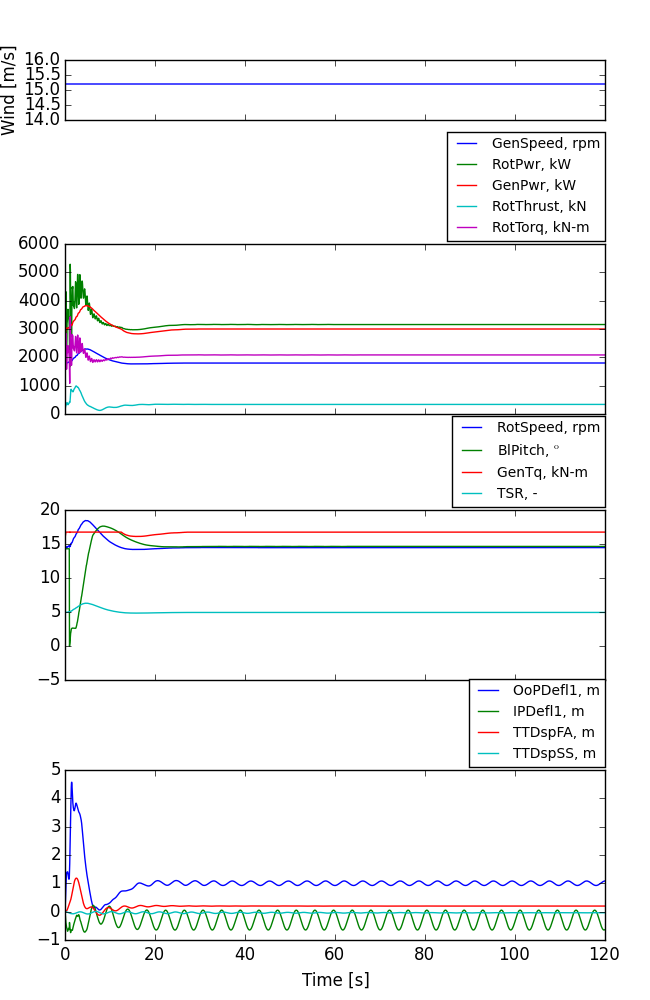 Wind [m/s]
16.0
15.5
15.0
14.5
14.0
GenSpeed, rpm
RotPwr, kW
GenPwr, kW
RotThrust, kN
RotTorq, kN-m
6000
5000
4000
3000
2000
1000
0
RotSpeed, rpm
BlPitch, °
GenTq, kN-m
TSR, -
20
15
10
5
0
−5
OoPDefl1, m
IPDefl1, m
TTDspFA, m
TTDspSS, m
5
4
3
2
1
0
−1
0 20 40 60 80 100 120
Time [s]